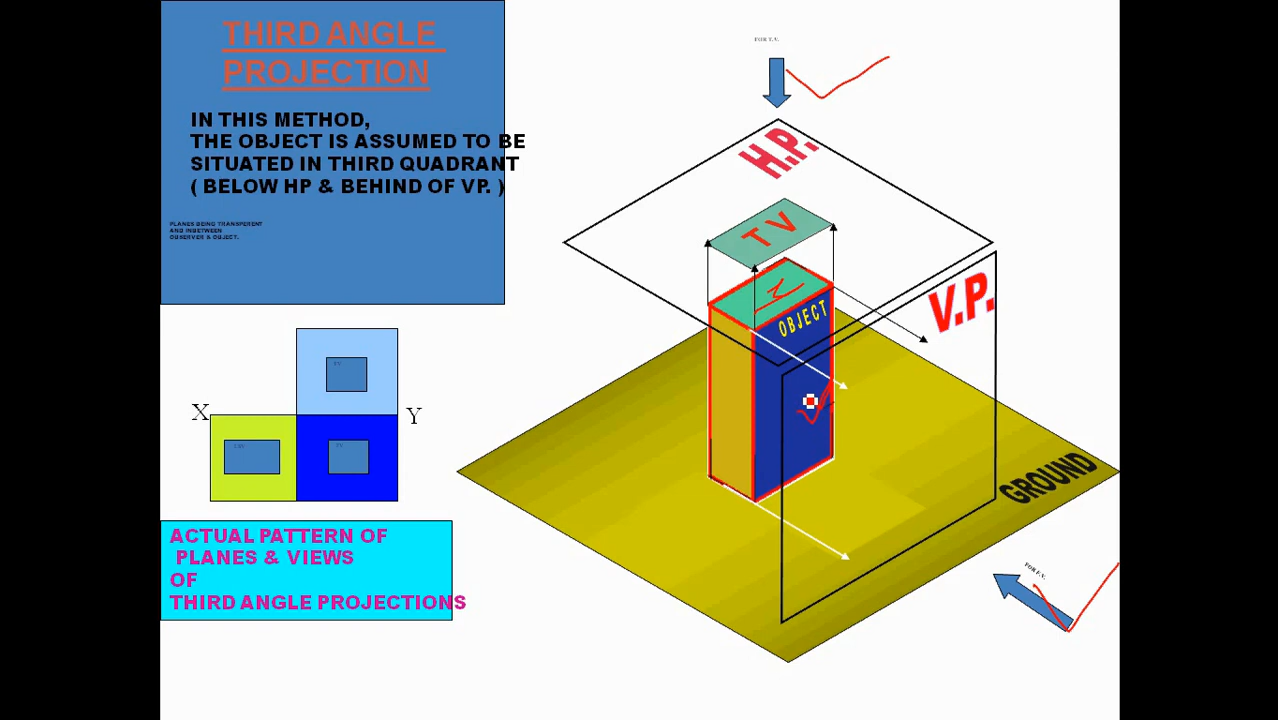 THIRD ANGLE
PROJECTION
IN THIS METHOD,
THE OBJECT IS ASSUMED TO BE
SITUATED IN THIRD QUADRANT
( BELOW HP & BEHIND OF VP. )
PLANES BEING TRANSPERENT
AND INBETWEEN
OBSERVER & OBJECT.
FOR T.V.
H.P.
TV
OBJECT
V.P.
GROUND
FOR F.V.
X
Y
ACTUAL PATTERN OF
PLANES & VIEWS
OF
THIRD ANGLE PROJECTIONS